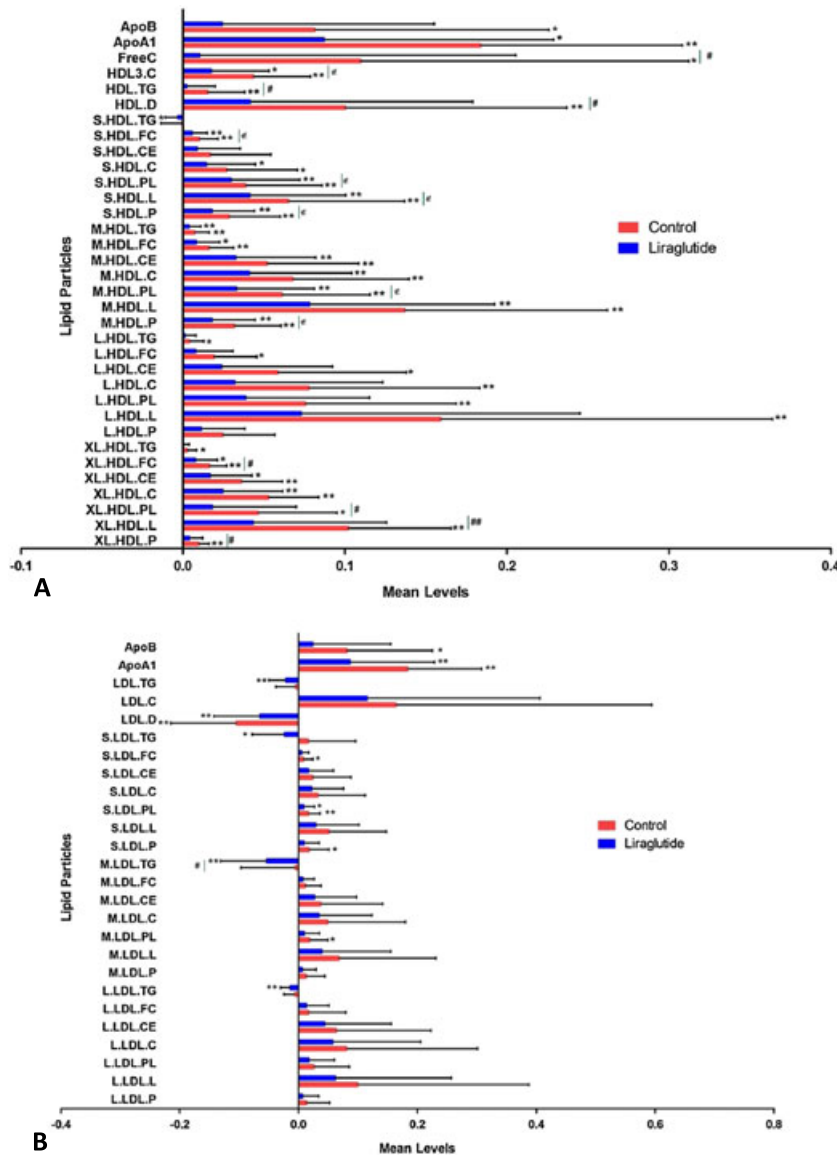 ApoB
ApoA1
FreeC
HDL3.C
HDL.TG
HDL.D
S.HDL.TG
S.HDL.FC
S.HDL.CE
S.HDL.C
S.HDL.PL
S.HDL.L
S.HDL.P
M.HDL.TG
M.HDL.FC
M.HDL.CE
M.HDL.C
M.HDL.PL
M.HDL.L
M.HDL.P
L.HDL.TG
L.HDL.FC
L.HDL.CE
L.HDL.C
L.HDL.PL
L.HDL.L
L.HDL.P
XL.HDL.TG
XL.HDL.FC
XL.HDL.CE
XL.HDL.C
XL.HDL.PL
XL.HDL.L
XL.HDL.P
Lipid Particles
Control
Liraglutide
-0.1 0.0 0.1 0.2 0.3 0.4
Mean Levels
A
ApoB
ApoA1
LDL.TG
LDL.C
LDL.D
S.LDL.TG
S.LDL.FC
S.LDL.CE
S.LDL.C
S.LDL.PL
S.LDL.L
S.LDL.P
M.LDL.TG
M.LDL.FC
M.LDL.CE
M.LDL.C
M.LDL.PL
M.LDL.L
M.LDL.P
L.LDL.TG
L.LDL.FC
L.LDL.CE
L.LDL.C
L.LDL.PL
L.LDL.L
L.LDL.P
Lipid Particles
Control
Liraglutide
-0.4 -0.2 0.0 0.2 0.4 0.6 0.8
Mean Levels
B